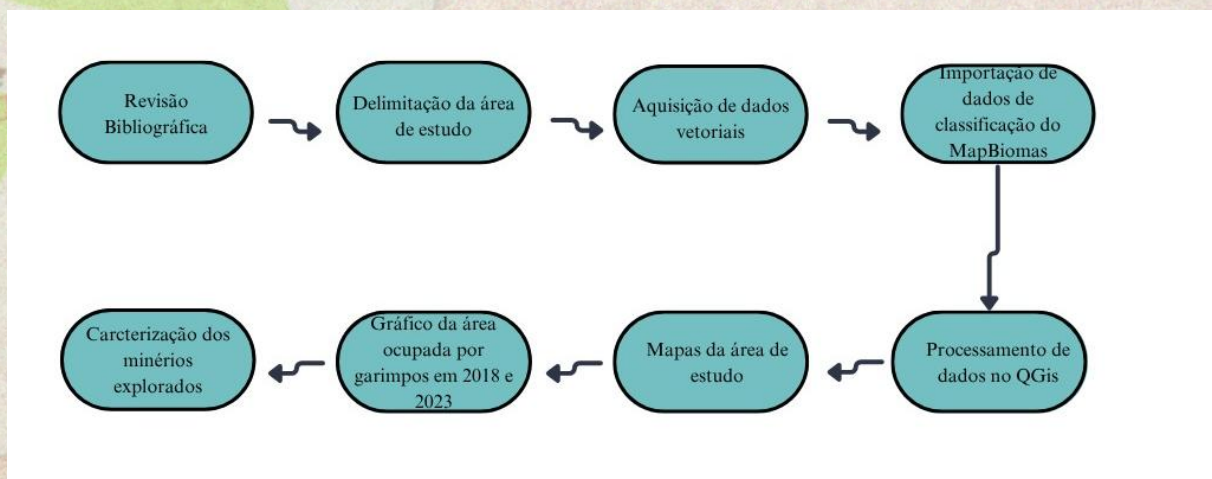 Revisão
Bibliográfica
Delimitação da área
de estudo
Aquisição de dados
vetoriais
Importação de
dados de
classificação do
MapBiomas
Processamento de
dados no QGis
Mapas da área de
estudo
Gráfico da área
ocupada por
garimpos em 2018 e
2023
Carcterização dos
minérios
explorados